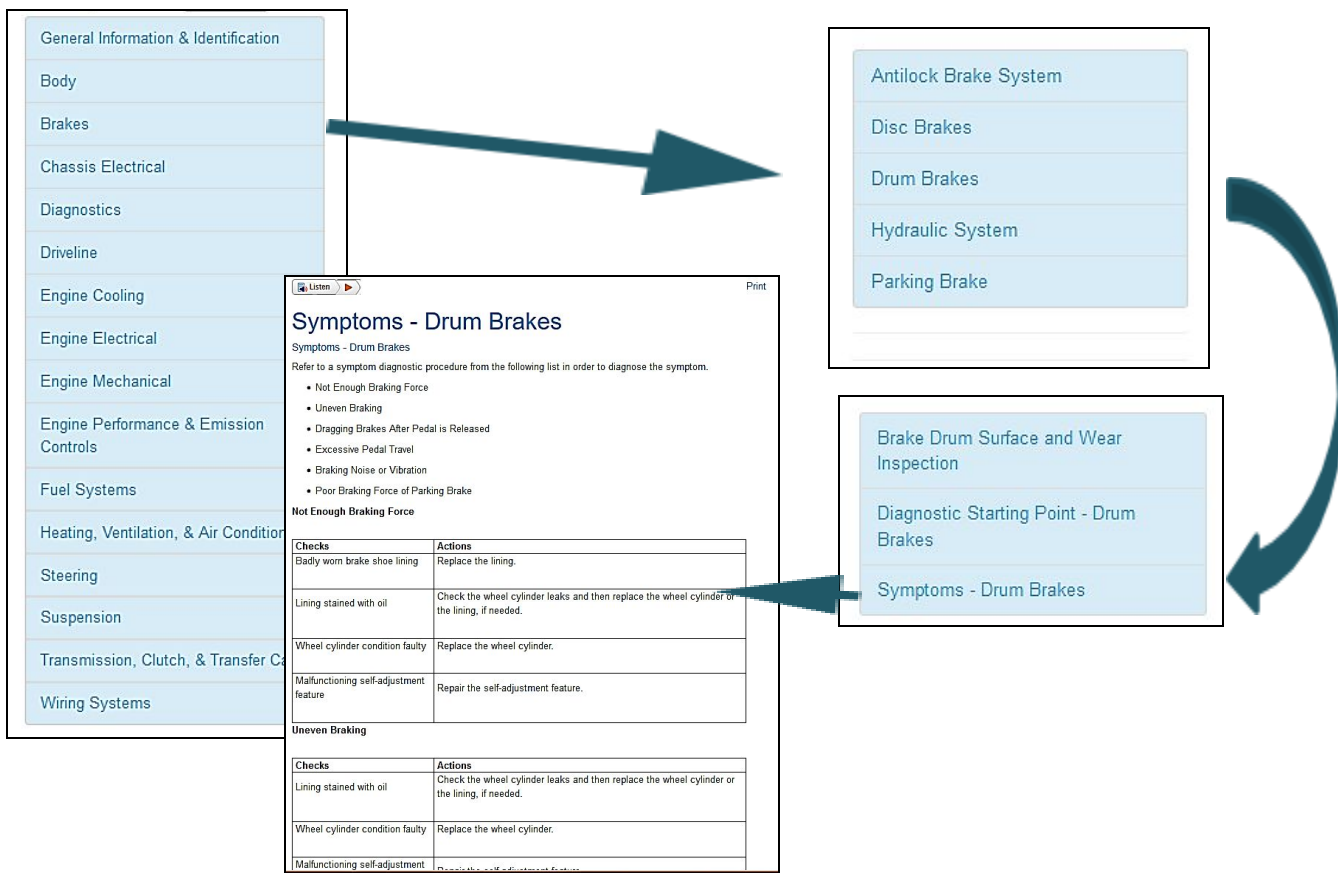 General Information & Identification
Body
Brakes
Chassis Electrical
Diagnostics
Driveline
Engine Cooling
Engine Electrical
Engine Mechanical
Engine Performance & Emission
Controls
Fuel Systems
Heating, Ventilation, & Air Condition
Steering
Suspension
Transmission, Clutch, & Transfer Ca
Wiring Systems
Antilock Brake System
Disc Brakes
Drum Brakes
Hydraulic System
Parking Brake
Brake Drum Surface and Wear
Inspection
Diagnostic Starting Point - Drum
Brakes
Symptoms - Drum Brakes
Listen
Print
Symptoms - Drum Brakes
Symptoms - Drum Brakes
Refer to a symptom diagnostic procedure from the following list in order to diagnose the symptom.
• Not Enough Braking Force
• Uneven Braking
• Dragging Brakes After Pedal is Released
• Excessive Pedal Travel
• Braking Noise or Vibration
• Poor Braking Force of Parking Brake
Not Enough Braking Force
Checks Actions
Badly worn brake shoe lining Replace the lining.
Lining stained with oil Check the wheel cylinder leaks and then replace the wheel cylinder or
the lining, if needed.
Wheel cylinder condition faulty Replace the wheel cylinder.
Malfunctioning self-adjustment
feature Repair the self-adjustment feature.
Uneven Braking
Checks Actions
Lining stained with oil Check the wheel cylinder leaks and then replace the wheel cylinder or
the lining, if needed.
Wheel cylinder condition faulty Replace the wheel cylinder.
Malfunctioning self-adjustment